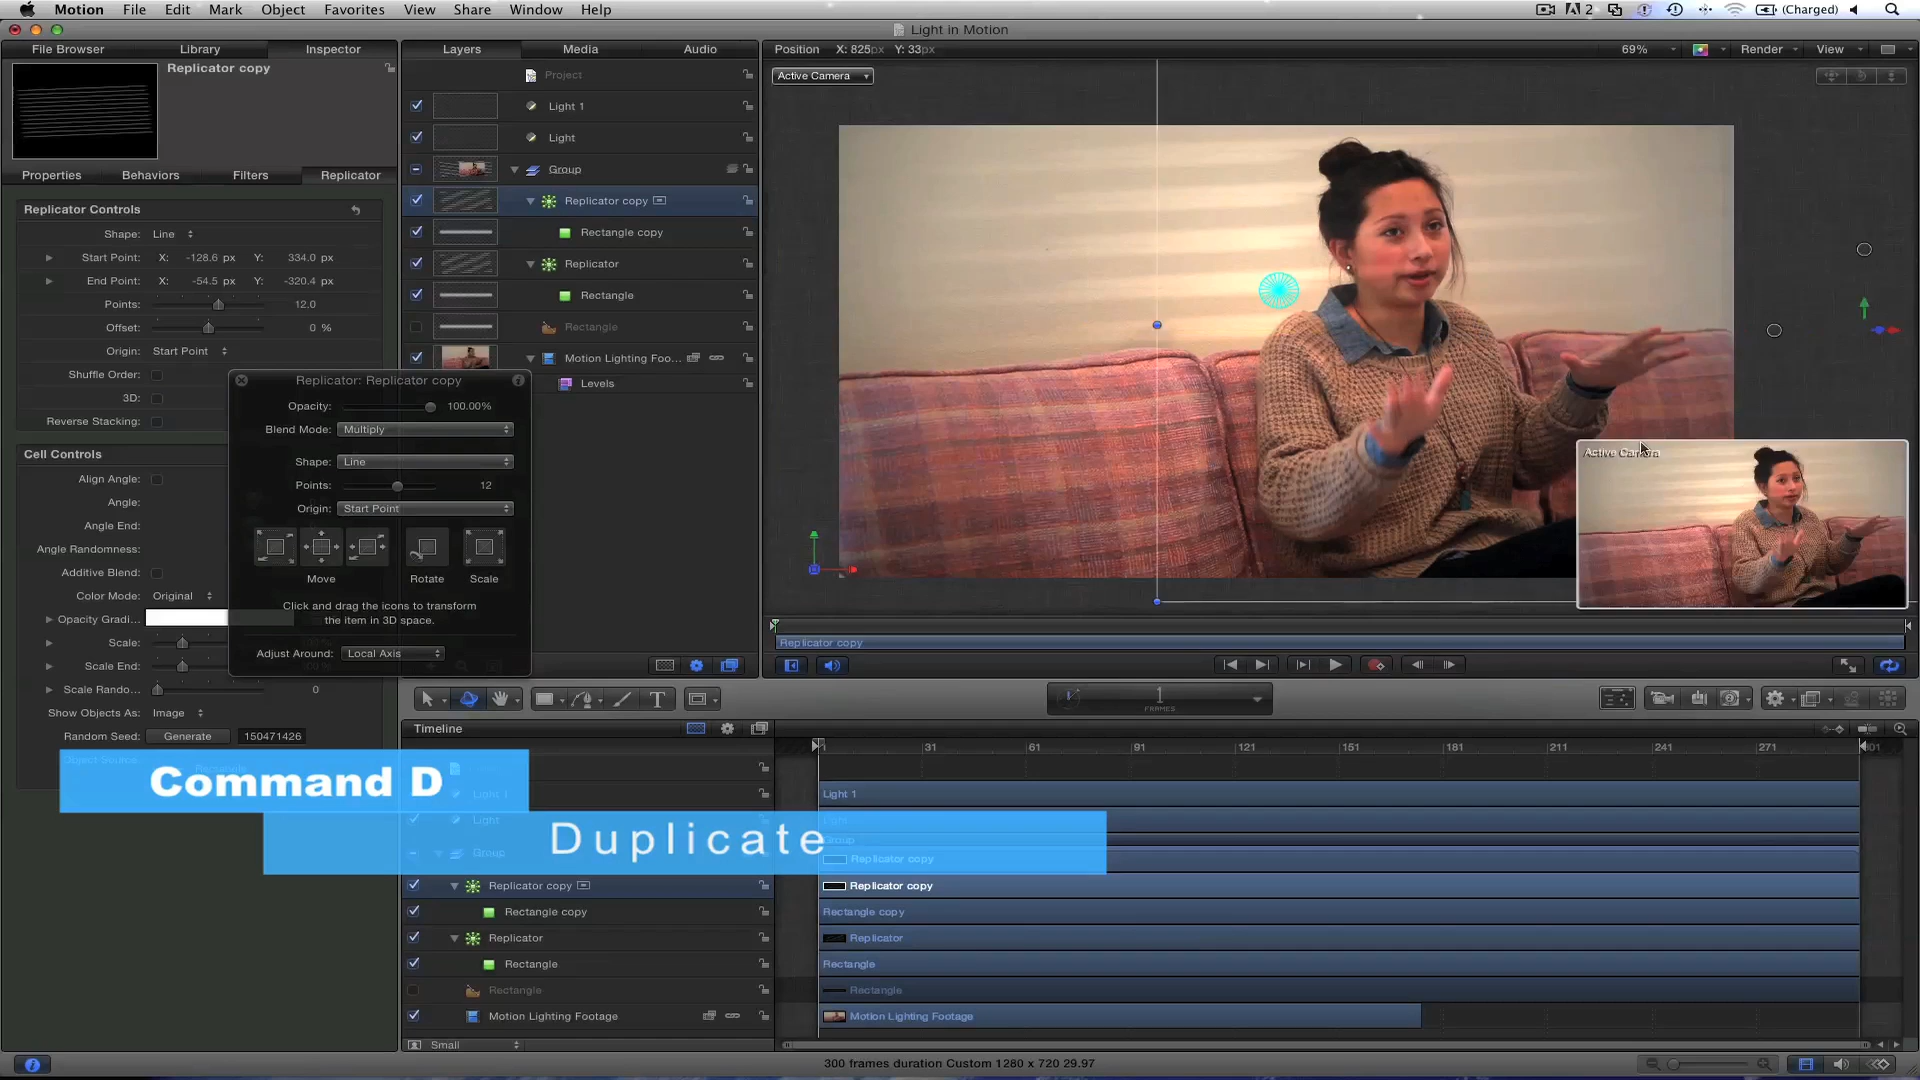 Motion File Edit Mark Object Favorites View Share Window Help
2 (Charged)
Light in Motion
File Browser Library Inspector
Layers Media Audio
Position X: 825px Y: 33px
69% Render View
Replicator copy
Active Camera
Properties Behaviors Filters Replicator
Replicator Controls
Shape: Line
Start Point: X: -128.6 px Y: 334.0 px
End Point: X: -54.5 px Y: -320.4 px
Points: 12.0
Offset: 0 %
Origin: Start Point
Shuffle Order:
3D:
Reverse Stacking:
Cell Controls
Align Angle:
Angle:
Angle End:
Angle Randomness:
Additive Blend:
Color Mode: Original
Opacity Gradi...
Scale:
Scale End:
Scale Rando... 0
Show Objects As: Image
Random Seed: Generate 150471426
Project
Light 1
Light
Group
Replicator copy
Rectangle copy
Replicator
Rectangle
Rectangle
Motion Lighting Foo...
Levels
Replicator: Replicator copy
Opacity: 100.00%
Blend Mode: Multiply
Shape: Line
Points: 12
Origin: Start Point
Move Rotate Scale
Click and drag the icons to transform
the item in 3D space.
Adjust Around: Local Axis
Active Camera
Replicator copy
1
FRAMES
Timeline
1 31 61 91 121 151 181 211 241 271 301
Command D
Duplicate
Light 1
Light
Group
Replicator copy
Rectangle copy
Replicator
Rectangle
Rectangle
Motion Lighting Footage
Light 1
Group
Replicator copy
Replicator copy
Rectangle copy
Replicator
Rectangle
Rectangle
Motion Lighting Footage
Small
300 frames duration Custom 1280 x 720 29.97